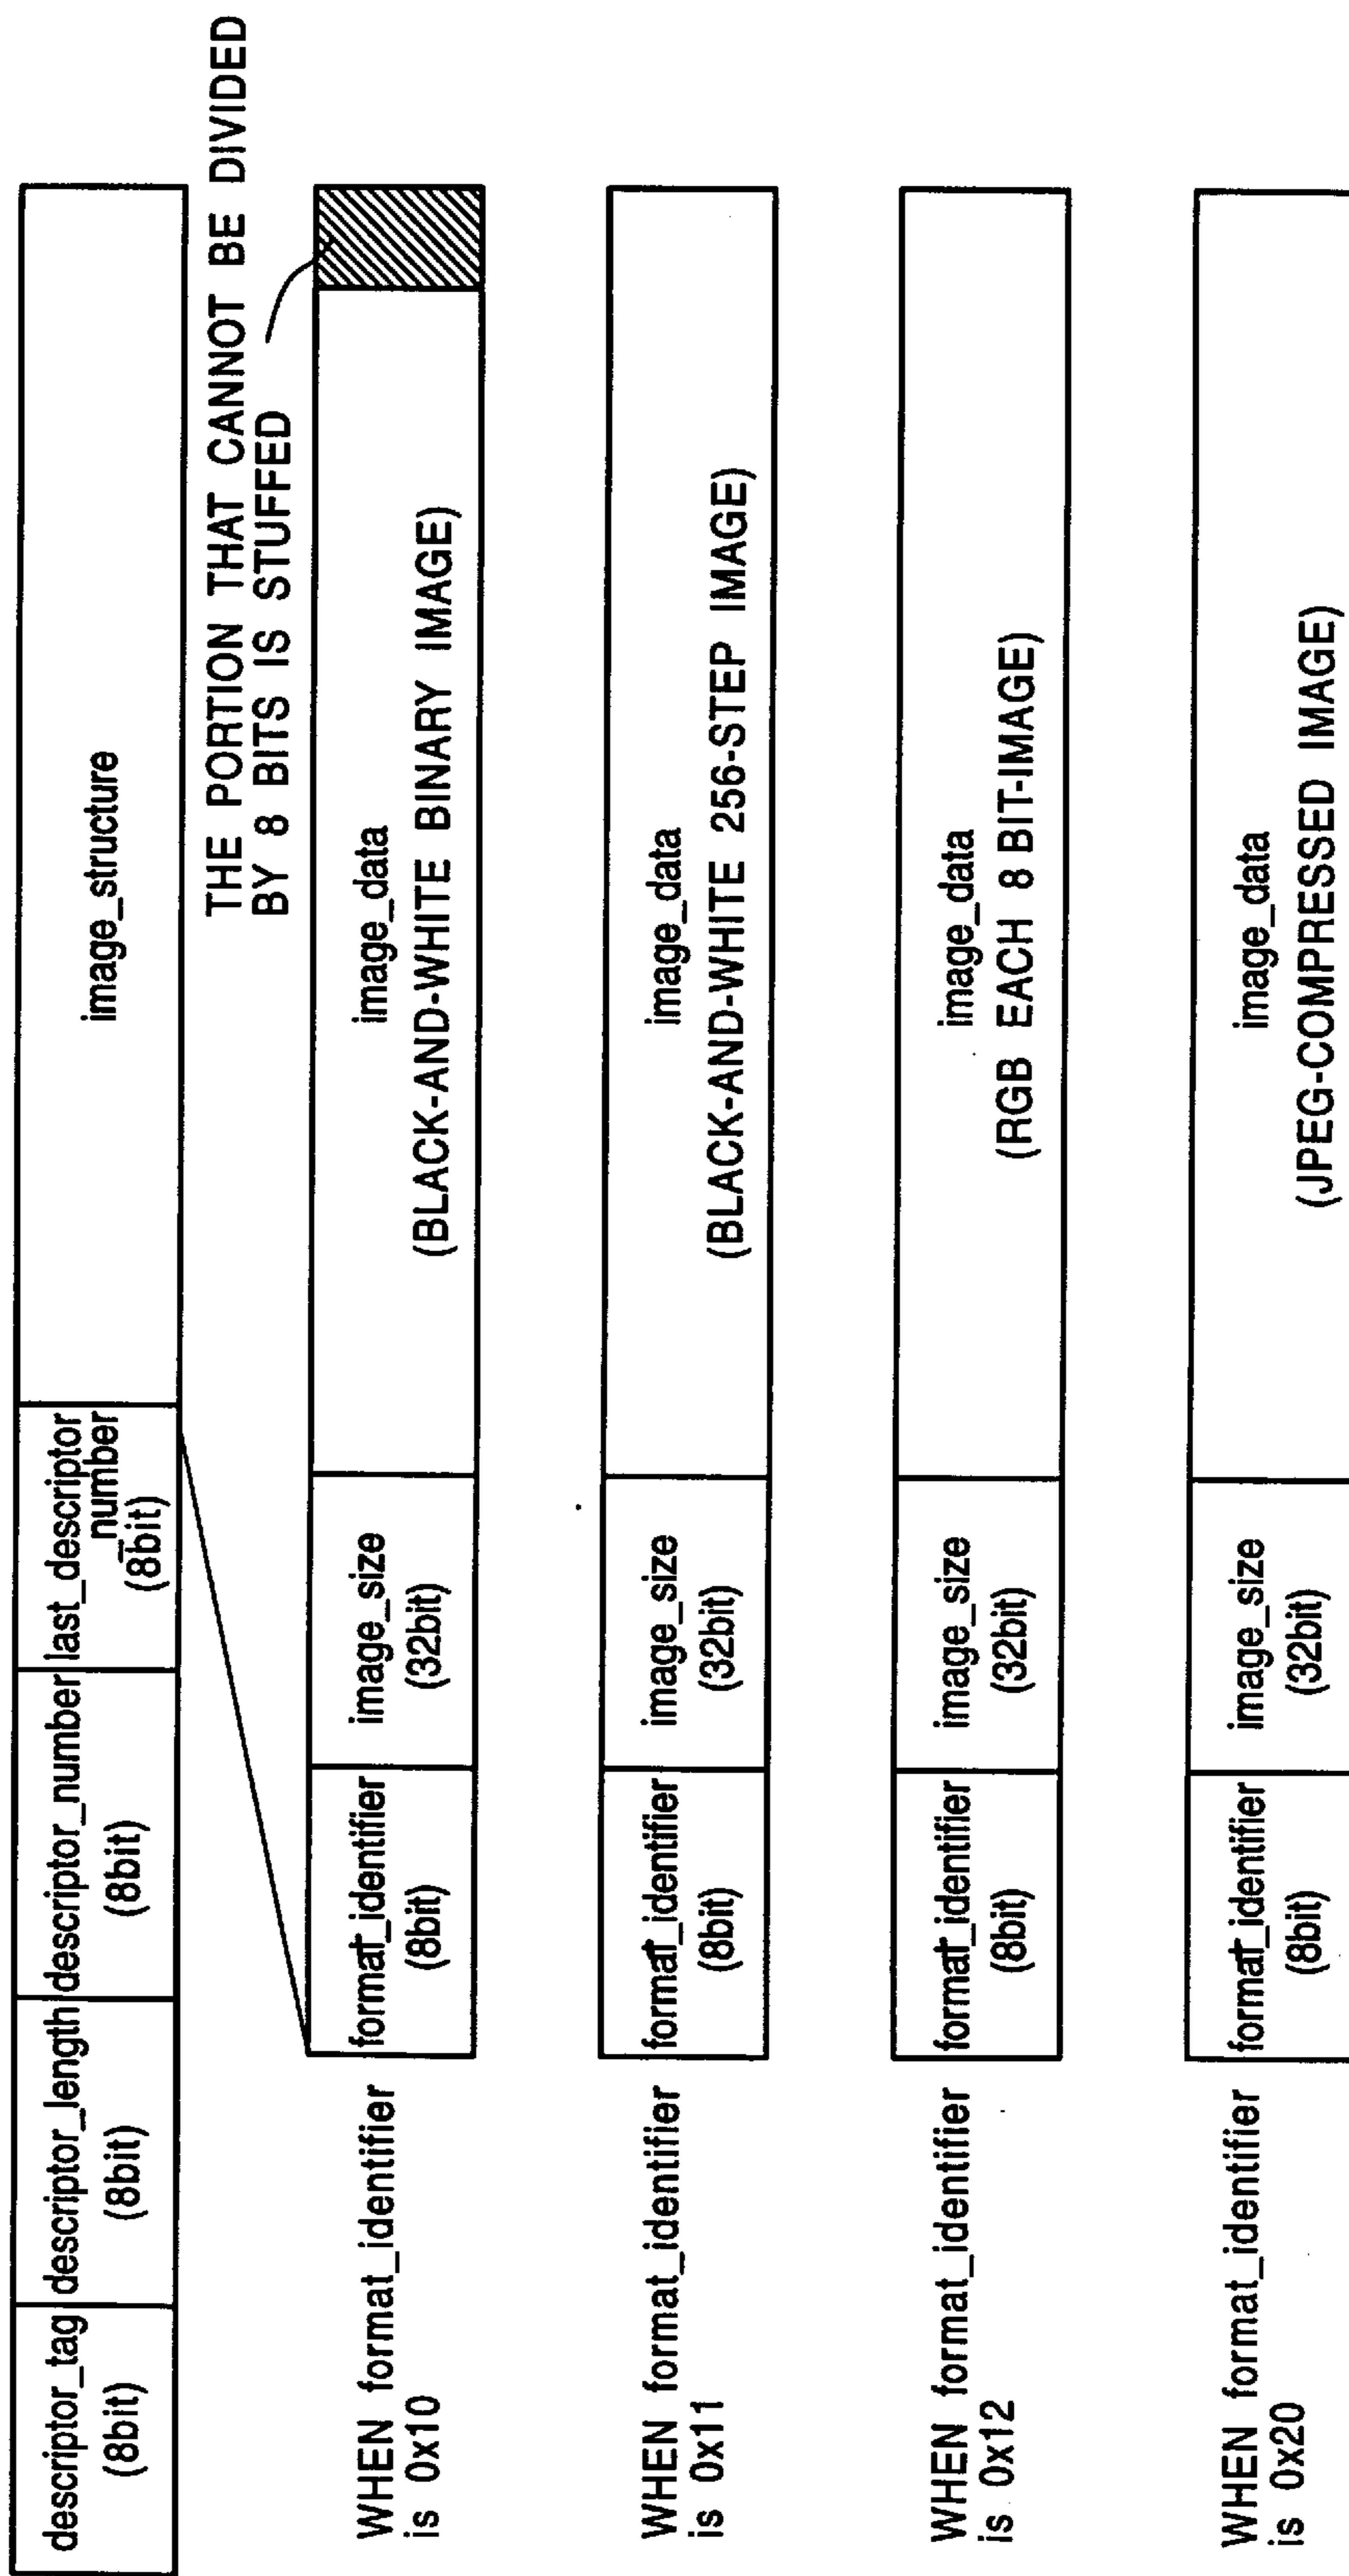 descriptor_tag
(8bit)
descriptor_length
(8bit)
descriptor_number
(8bit)
last_descriptor
_number
(8bit)
image_structure
THE PORTION THAT CANNOT BE DIVIDED
BY 8 BITS IS STUFFED
WHEN format_identifier
is 0x10
format_identifier
(8bit)
image_size
(32bit)
image_data
(BLACK-AND-WHITE BINARY IMAGE)
WHEN format_identifier
is 0x11
format_identifier
(8bit)
image_size
(32bit)
image_data
(BLACK-AND-WHITE 256-STEP IMAGE)
WHEN format_identifier
is 0x12
format_identifier
(8bit)
image_size
(32bit)
image_data
(RGB EACH 8 BIT-IMAGE)
WHEN format_identifier
is 0x20
format_identifier
(8bit)
image_size
(32bit)
image_data
(JPEG-COMPRESSED IMAGE)